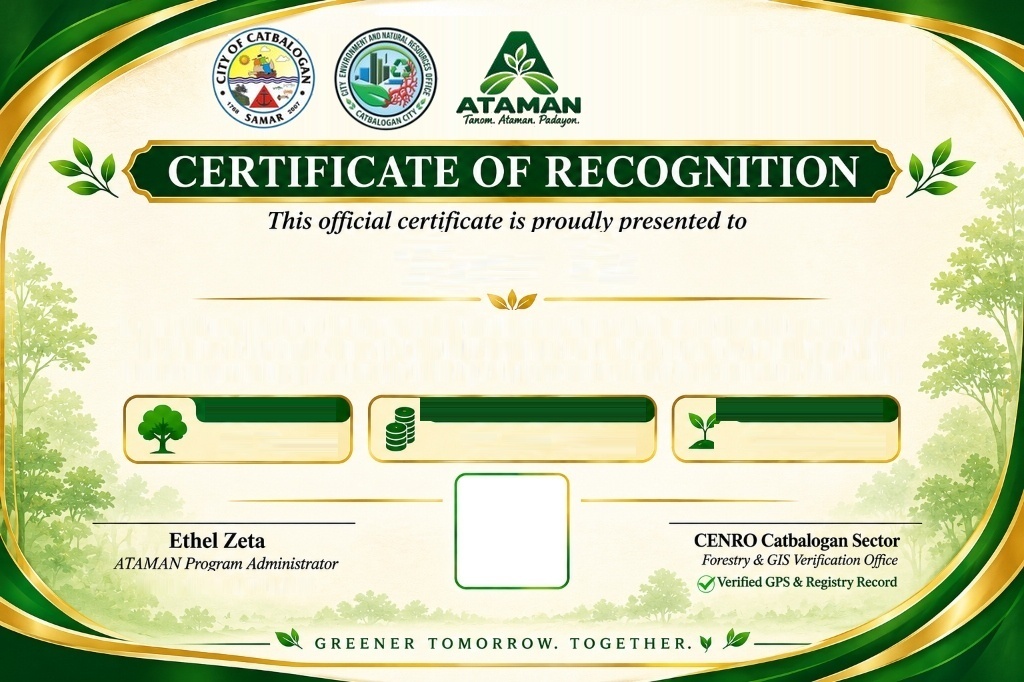 CITY OF CATBALOGAN
1768 SAMAR 2007
CITY ENVIRONMENT AND NATURAL RESOURCES OFFICE
CATBALOGAN CITY
ATAMAN
Tanom. Ataman. Padayon.
CERTIFICATE OF RECOGNITION
This official certificate is proudly presented to
Ethel Zeta
ATAMAN Program Administrator
CENRO Catbalogan Sector
Forestry & GIS Verification Office
Verified GPS & Registry Record
GREENER TOMORROW. TOGETHER.